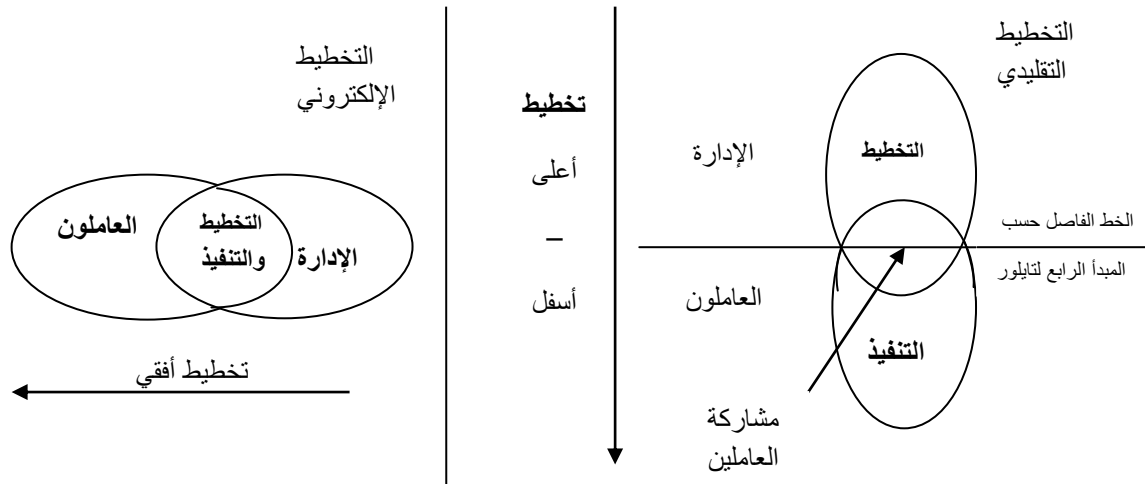 التخطيط
التقليدي
التخطيط
الإدارة
الخط الفاصل حسب
المبدأ الرابع لتايلور
العاملون
التنفيذ
مشاركة
العاملين
تخطيط
أعلى
–
أسفل
التخطيط
الإلكتروني
الإدارة
التخطيط
والتنفيذ
العاملون
تخطيط أفقي